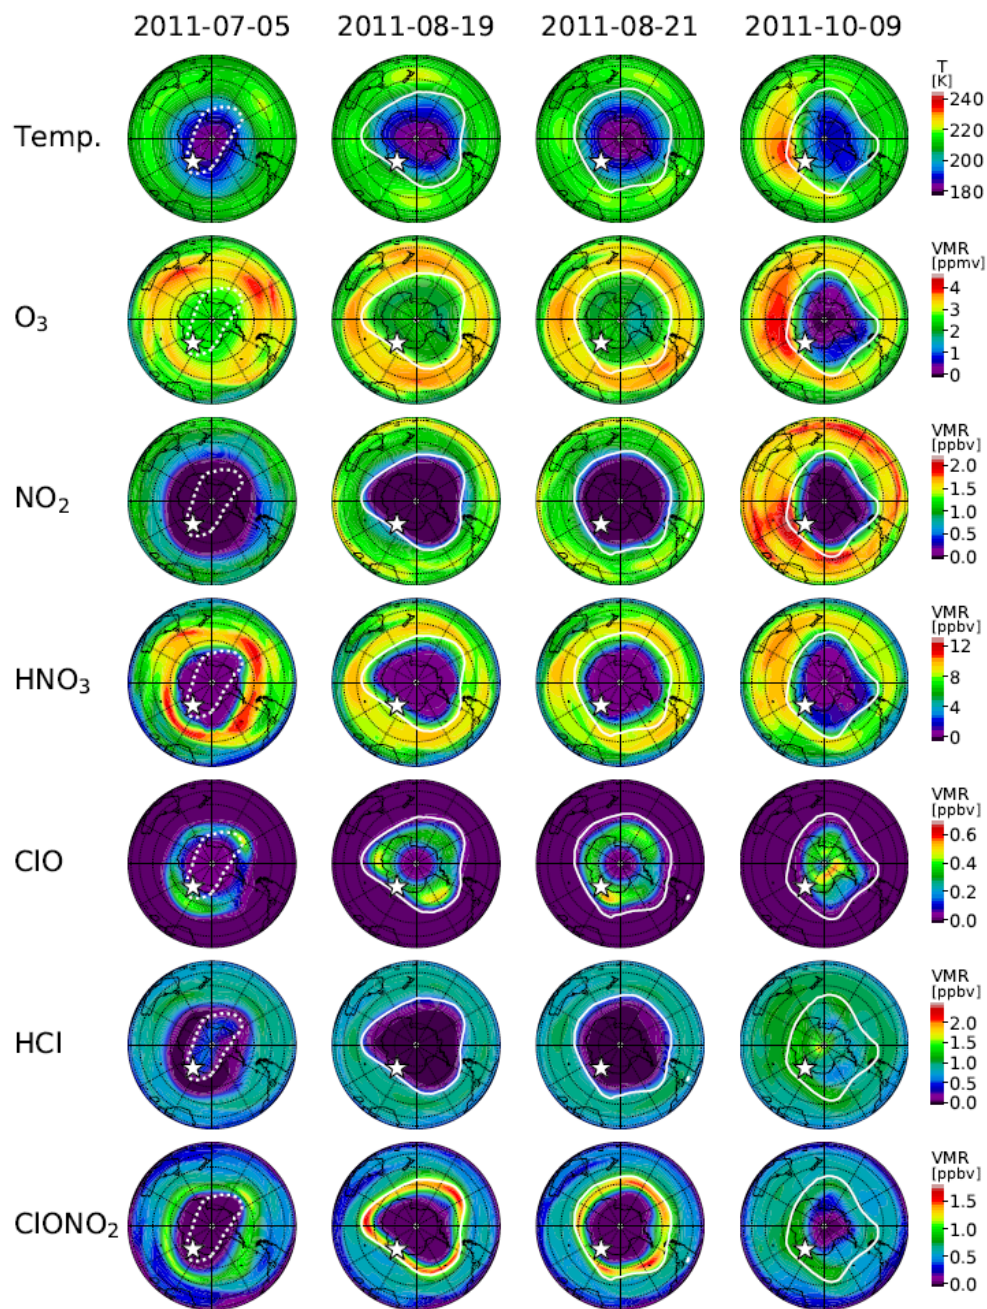 2011-07-05 2011-08-19 2011-08-21 2011-10-09
Temp.
T
[K]
240
220
200
180
O₃
VMR
[ppmv]
4
3
2
1
0
NO₂
VMR
[ppbv]
2.0
1.5
1.0
0.5
0.0
HNO₃
VMR
[ppbv]
12
8
4
0
ClO
VMR
[ppbv]
0.6
0.4
0.2
0.0
HCl
VMR
[ppbv]
2.0
1.5
1.0
0.5
0.0
ClONO₂
VMR
[ppbv]
1.5
1.0
0.5
0.0